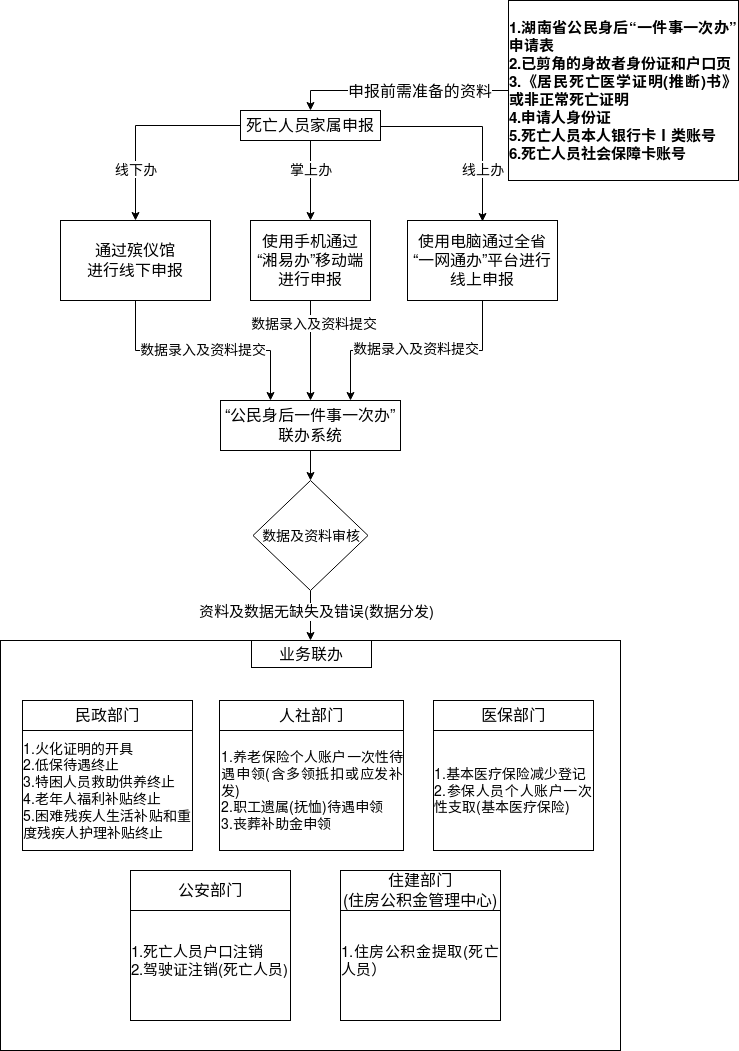 1.湖南省公民身后“一件事一次办”
申请表
2.已剪角的身故者身份证和户口页
3.《居民死亡医学证明(推断)书》
或非正常死亡证明
4.申请人身份证
5.死亡人员本人银行卡Ⅰ类账号
6.死亡人员社会保障卡账号
申报前需准备的资料
死亡人员家属申报
线下办
掌上办
线上办
通过殡仪馆
进行线下申报
使用手机通过
“湘易办”移动端
进行申报
使用电脑通过全省
“一网通办”平台进行
线上申报
数据录入及资料提交
数据录入及资料提交
数据录入及资料提交
“公民身后一件事一次办”
联办系统
数据及资料审核
资料及数据无缺失及错误(数据分发)
业务联办
民政部门
1.火化证明的开具
2.低保待遇终止
3.特困人员救助供养终止
4.老年人福利补贴终止
5.困难残疾人生活补贴和重
度残疾人护理补贴终止
人社部门
1.养老保险个人账户一次性待
遇申领(含多领抵扣或应发补
发)
2.职工遗属(抚恤)待遇申领
3.丧葬补助金申领
医保部门
1.基本医疗保险减少登记
2.参保人员个人账户一次
性支取(基本医疗保险)
公安部门
1.死亡人员户口注销
2.驾驶证注销(死亡人员)
住建部门
(住房公积金管理中心)
1.住房公积金提取(死亡
人员）